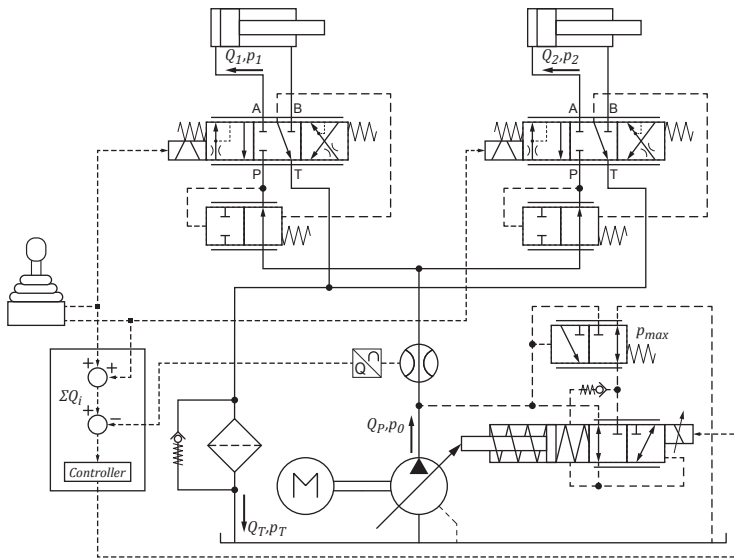 Q1,p1
Q2,p2
A B
A B
P T
P T
pmax
+ +
ΣQi
+ −
Q
Controller
QP,p0
M
QT,pT